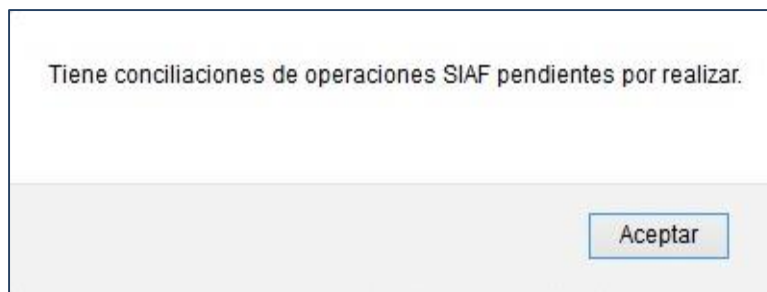 Tiene conciliaciones de operaciones SIAF pendientes por realizar.
Aceptar